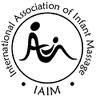 International Association of Infant Massage
• IAIM •